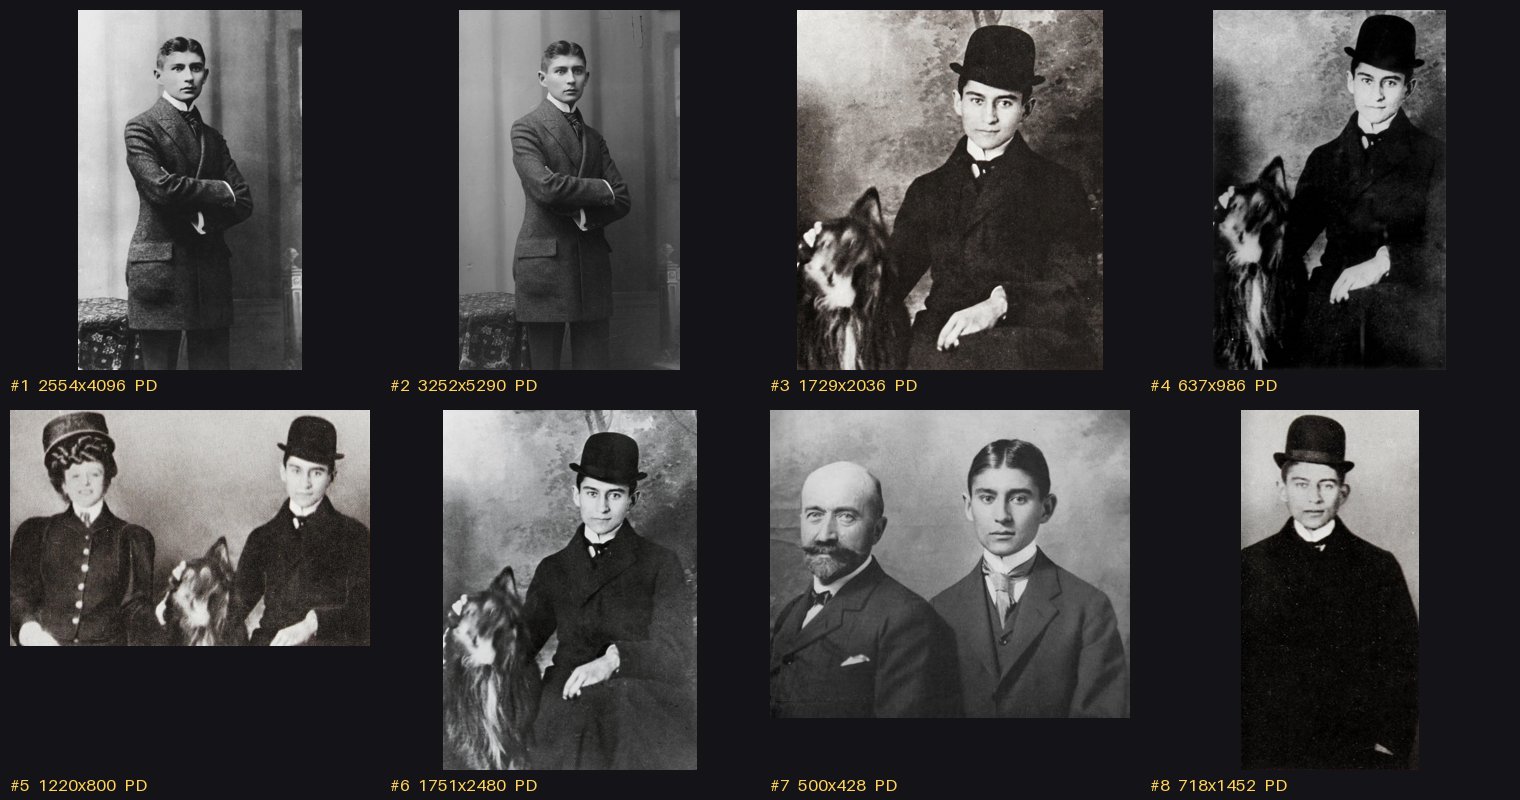 #1 2554x4096 PD
#2 3252x5290 PD
#3 1729x2036 PD
#4 637x986 PD
#5 1220x800 PD
#6 1751x2480 PD
#7 500x428 PD
#8 718x1452 PD